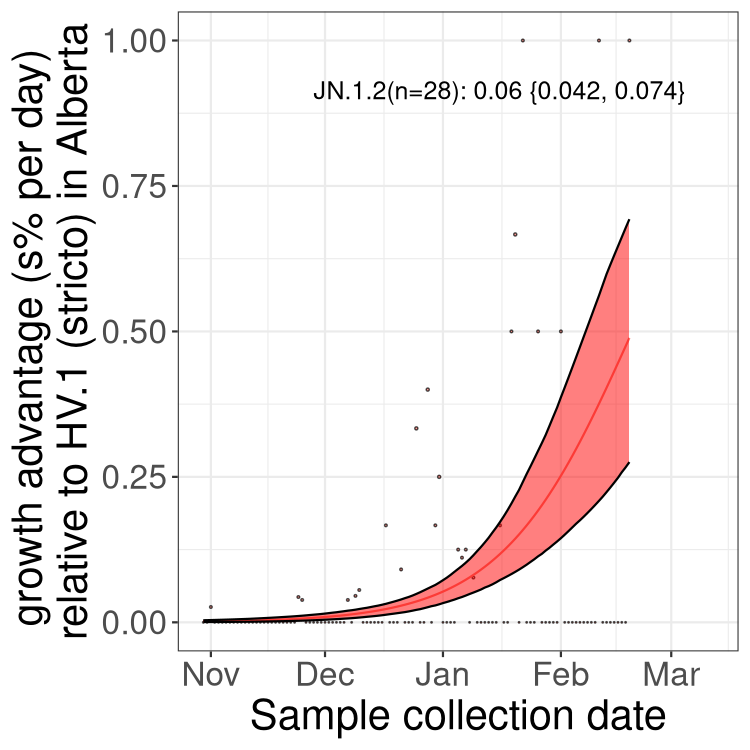 growth advantage (s% per day)
relative to HV.1 (stricto) in Alberta
1.00
0.75
0.50
0.25
0.00
JN.1.2(n=28): 0.06 {0.042, 0.074}
Nov Dec Jan Feb Mar
Sample collection date